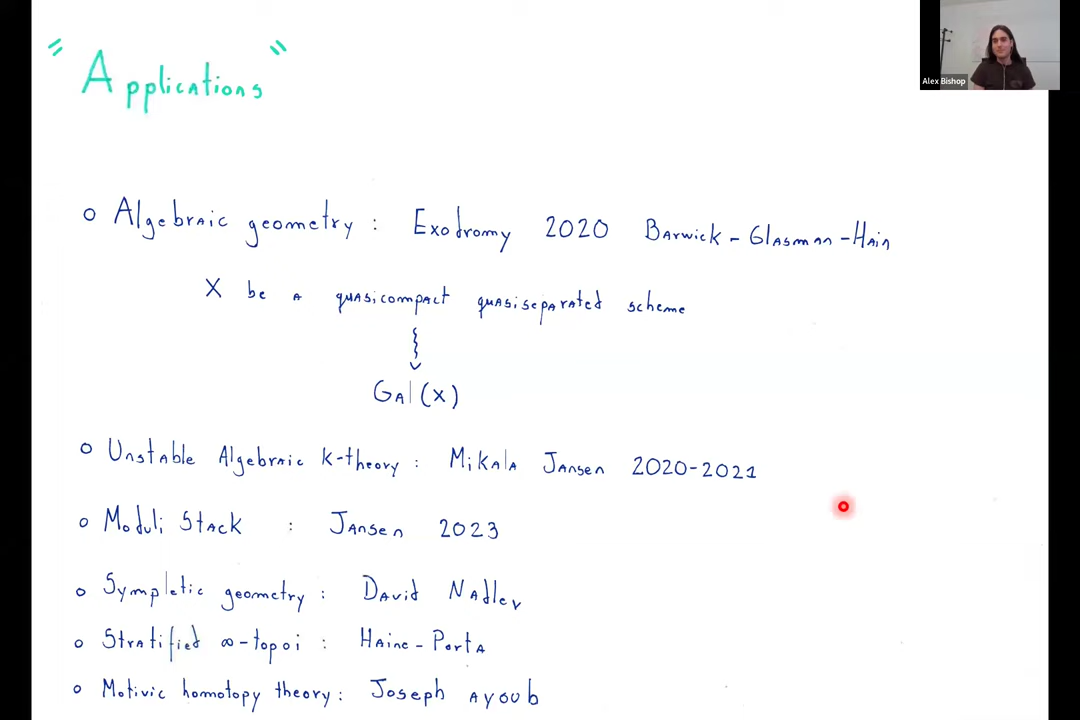 "Applications"
Alex Bishop
o Algebraic geometry : Exodromy 2020 Barwick - Glasman - Hain
X be a quasicompact quasiseparated scheme
Gal(X)
o Unstable Algebraic K-theory : Mikala Jansen 2020-2021
o Moduli Stack : Jansen 2023
o Sympletic geometry : David Nadler
o Stratified ∞-topoi : Haine - Porta
o Motivic homotopy theory : Joseph Ayoub